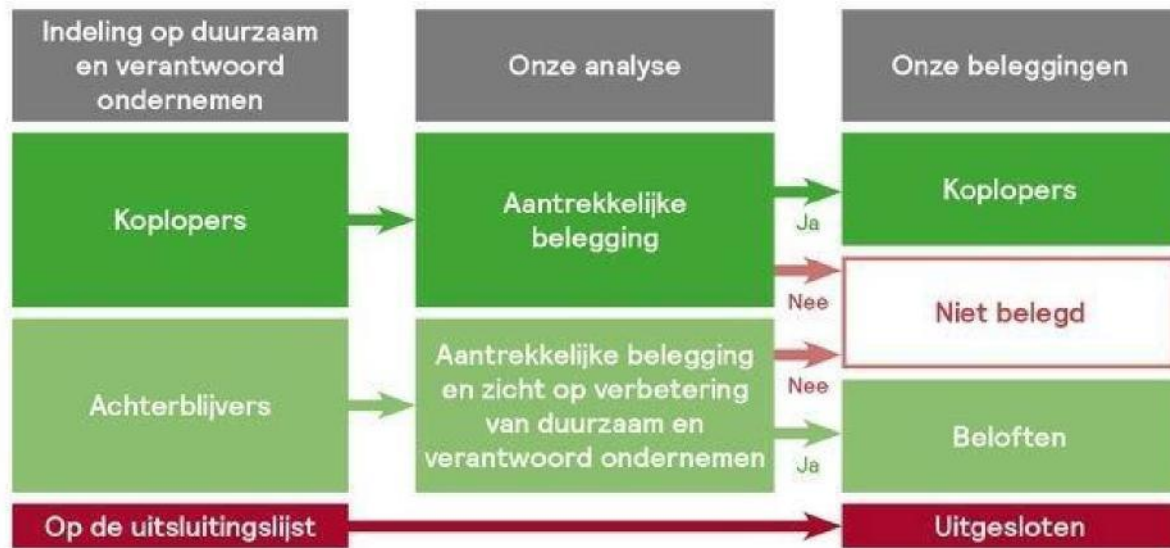 Indeling op duurzaam
en verantwoord
ondernemen
Onze analyse
Onze beleggingen
Koplopers
Aantrekkelijke
belegging
Ja
Koplopers
Nee
Niet belegd
Achterblijvers
Aantrekkelijke belegging
en zicht op verbetering
van duurzaam en
verantwoord ondernemen
Nee
Ja
Beloften
Op de uitsluitingslijst
Uitgesloten